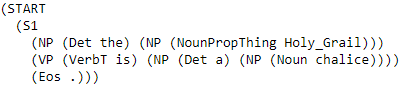 (START
(S1
(NP (Det the) (NP (NounPropThing Holy_Grail)))
(VP (VerbT is) (NP (Det a) (NP (Noun chalice))))
(Eos .)))